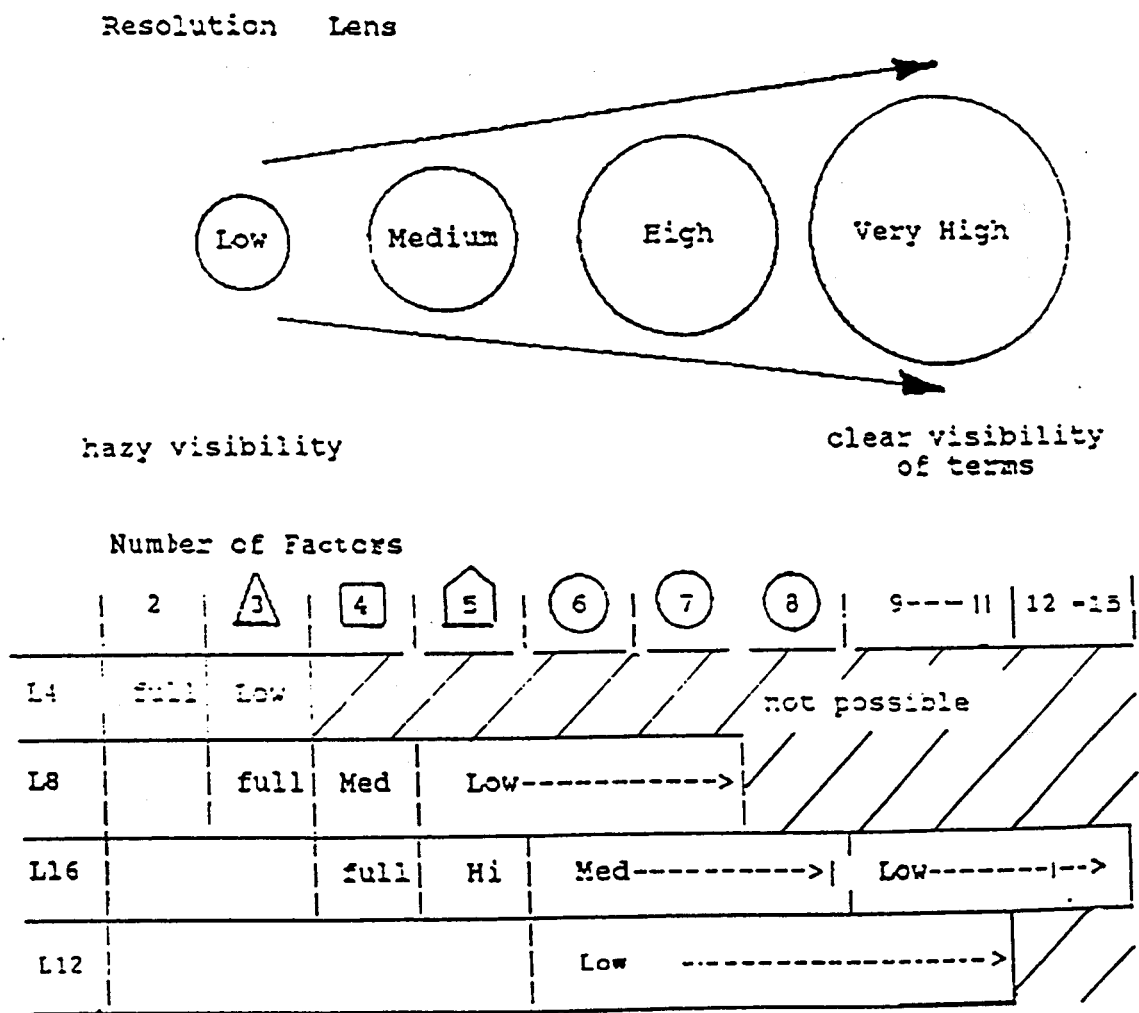 Resolution Lens
Low Medium High Very High
hazy visibility
clear visibility
of terms
Number of Factors
2 3 4 5 6 7 8 9---11 12 -15
L4 full Low not possible
L8 full Med Low------------->
L16 full Hi Med----------->| Low-------|-->
L12 Low ---------------->